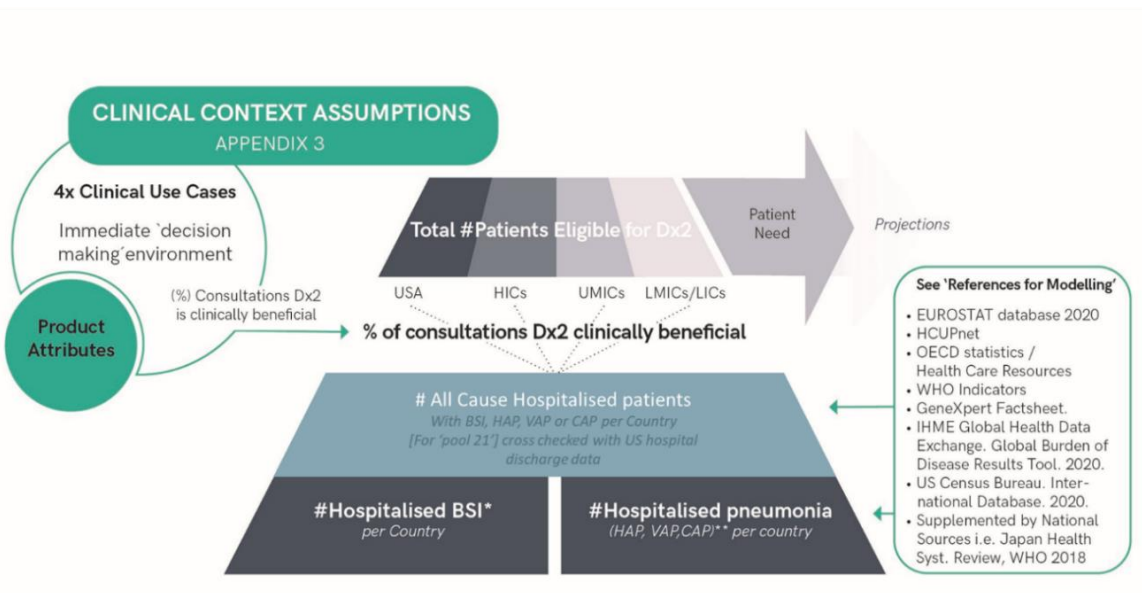 CLINICAL CONTEXT ASSUMPTIONS
APPENDIX 3
4x Clinical Use Cases
Immediate `decision
making´environment
(%) Consultations Dx2
is clinically beneficial
Product
Attributes
Total #Patients Eligible for Dx2
Patient
Need
Projections
USA
HICs
UMICs
LMICs/LICs
% of consultations Dx2 clinically beneficial
# All Cause Hospitalised patients
With BSI, HAP, VAP or CAP per Country
[For ‘pool 21’] cross checked with US hospital
discharge data
#Hospitalised BSI*
per Country
#Hospitalised pneumonia
(HAP, VAP,CAP)** per country
See ‘References for Modelling’
• EUROSTAT database 2020
• HCUPnet
• OECD statistics /
Health Care Resources
• WHO Indicators
• GeneXpert Factsheet.
• IHME Global Health Data
Exchange. Global Burden of
Disease Results Tool. 2020.
• US Census Bureau. Inter-
national Database. 2020.
• Supplemented by National
Sources i.e. Japan Health
Syst. Review, WHO 2018